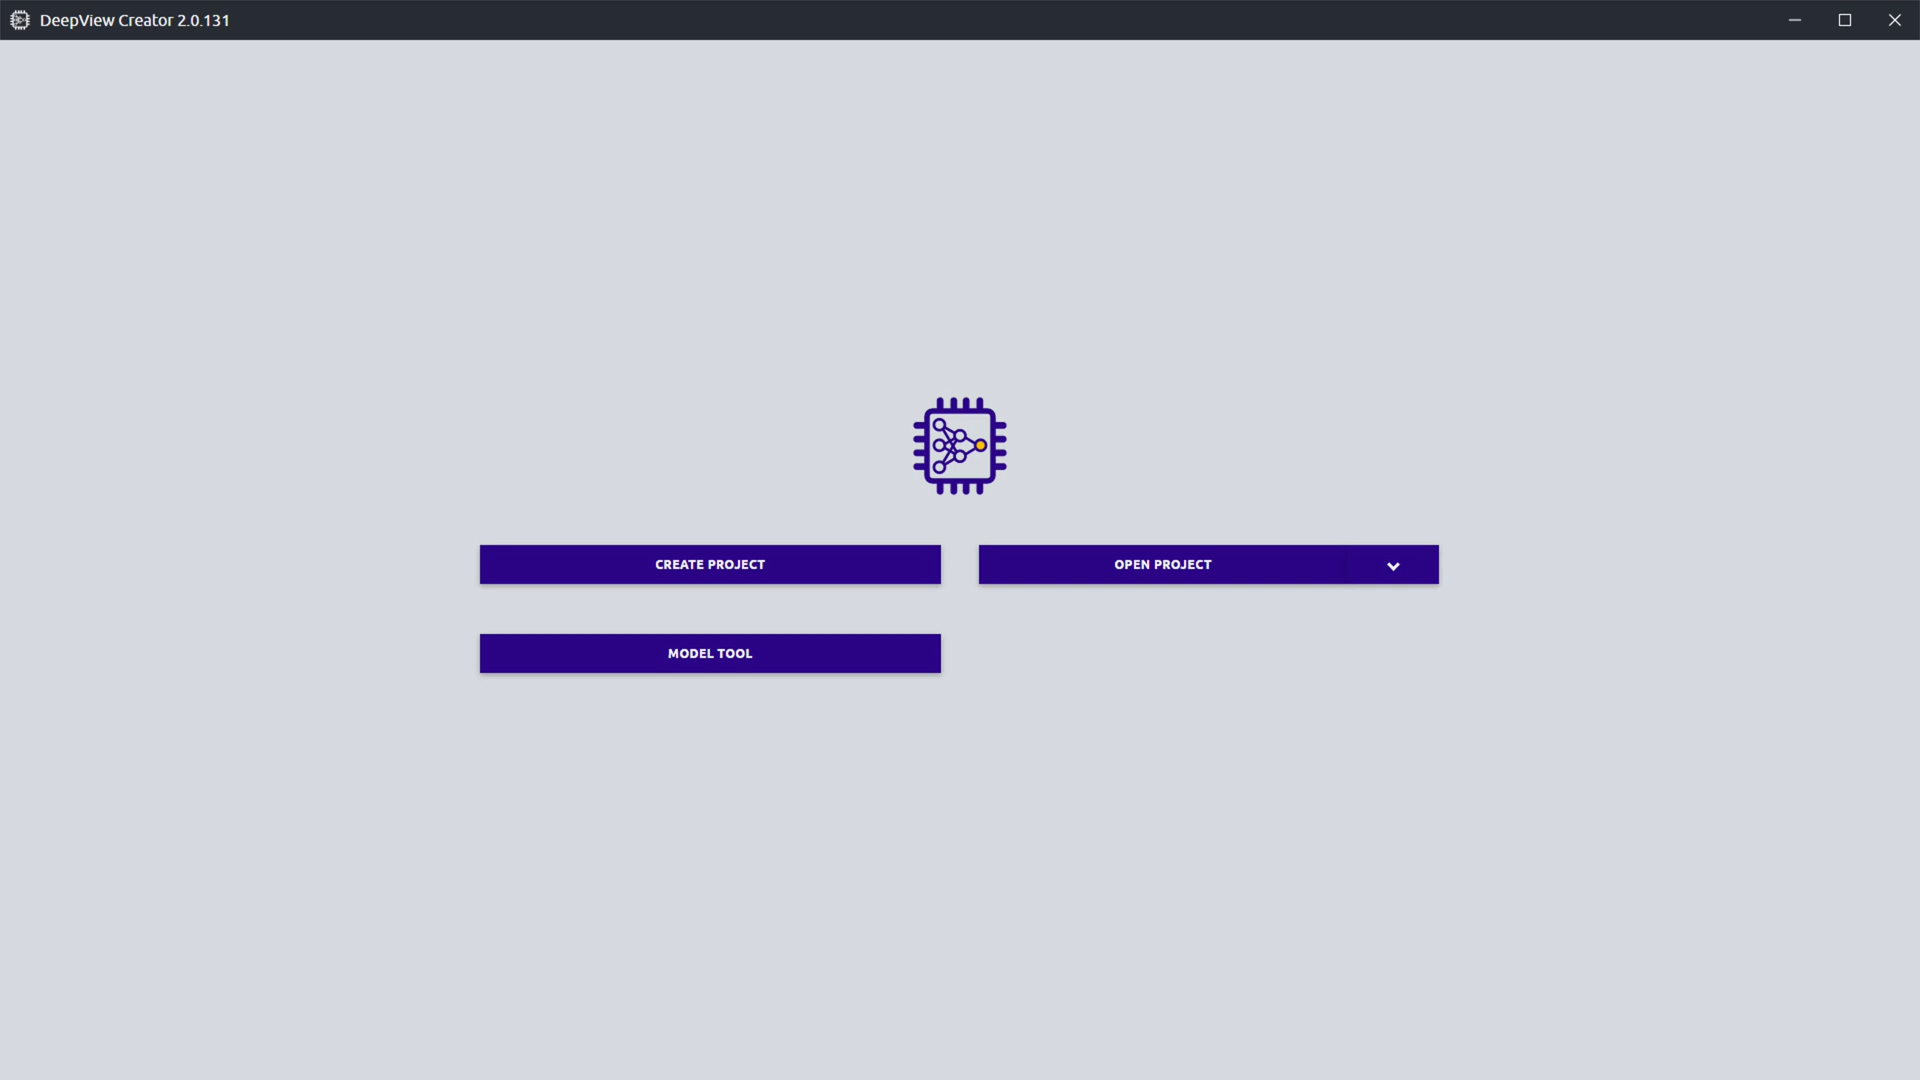 DeepView Creator 2.0.131
CREATE PROJECT
OPEN PROJECT
MODEL TOOL